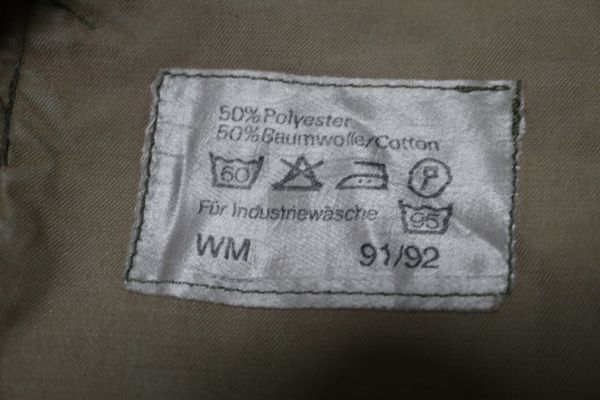 50% Polyester
50% Baumwolle/Cotton
60 P
Für Industriewäsche 95
WM 91/92